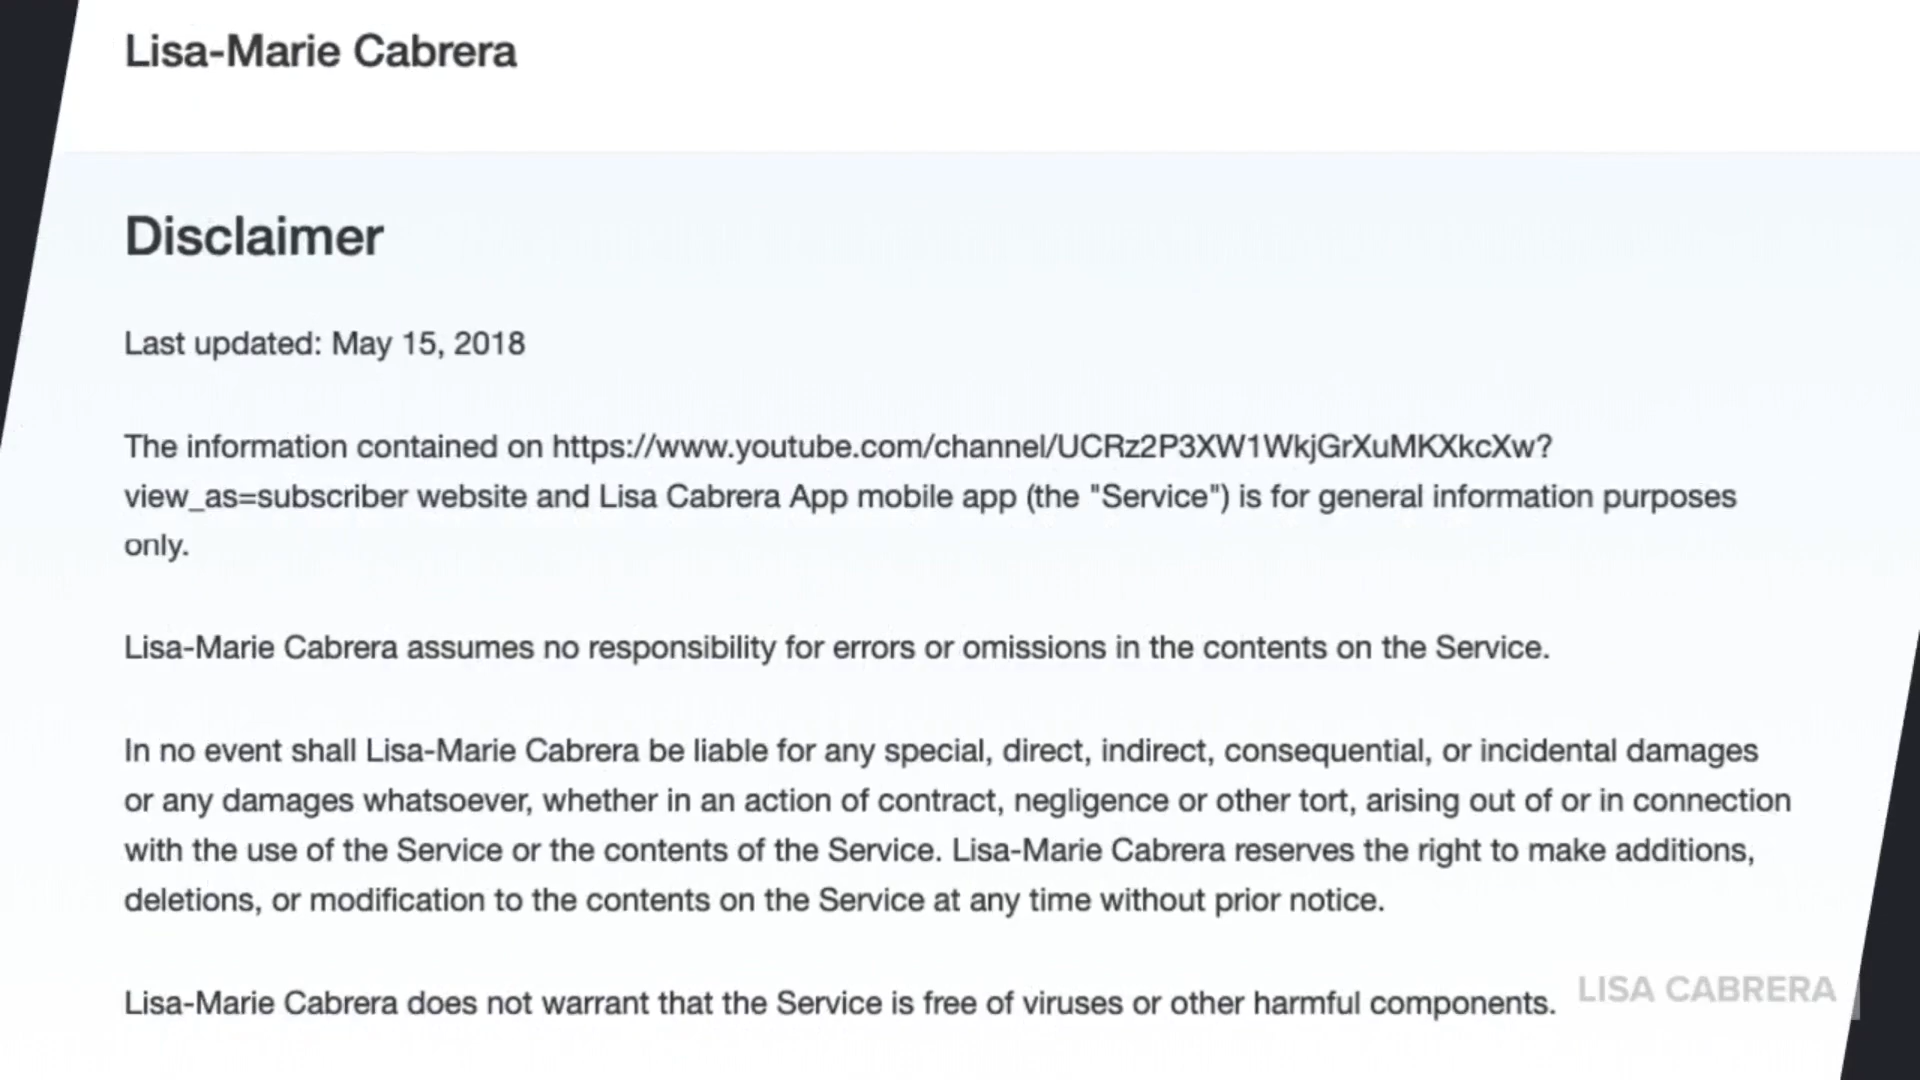 Lisa-Marie Cabrera
Disclaimer
Last updated: May 15, 2018
The information contained on https://www.youtube.com/channel/UCRz2P3XW1WkjGrXuMKXkcXw?
view_as=subscriber website and Lisa Cabrera App mobile app (the "Service") is for general information purposes
only.
Lisa-Marie Cabrera assumes no responsibility for errors or omissions in the contents on the Service.
In no event shall Lisa-Marie Cabrera be liable for any special, direct, indirect, consequential, or incidental damages
or any damages whatsoever, whether in an action of contract, negligence or other tort, arising out of or in connection
with the use of the Service or the contents of the Service. Lisa-Marie Cabrera reserves the right to make additions,
deletions, or modification to the contents on the Service at any time without prior notice.
Lisa-Marie Cabrera does not warrant that the Service is free of viruses or other harmful components.
LISA CABRERA